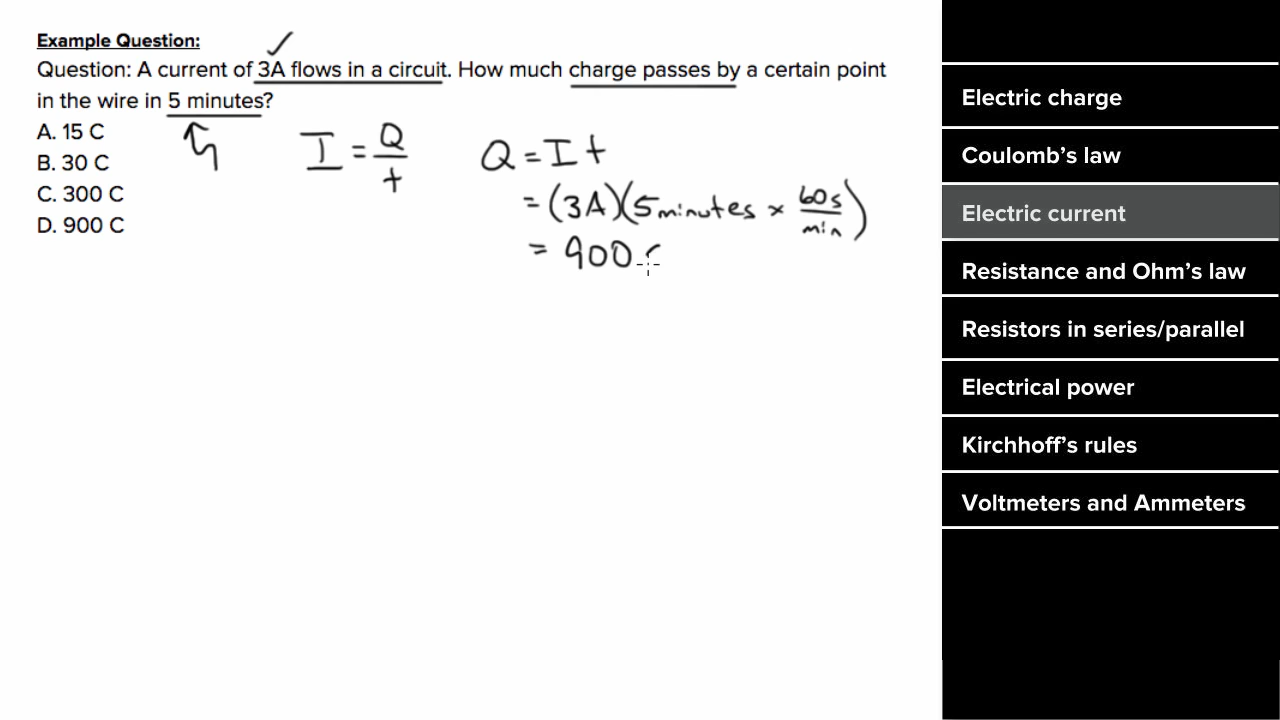 Example Question:
Question: A current of 3A flows in a circuit. How much charge passes by a certain point
in the wire in 5 minutes?
A. 15 C
B. 30 C
C. 300 C
D. 900 C
I = Q/t
Q = It
= (3A)(5minutes × 60s/min)
= 900
Electric charge
Coulomb's law
Electric current
Resistance and Ohm's law
Resistors in series/parallel
Electrical power
Kirchhoff's rules
Voltmeters and Ammeters